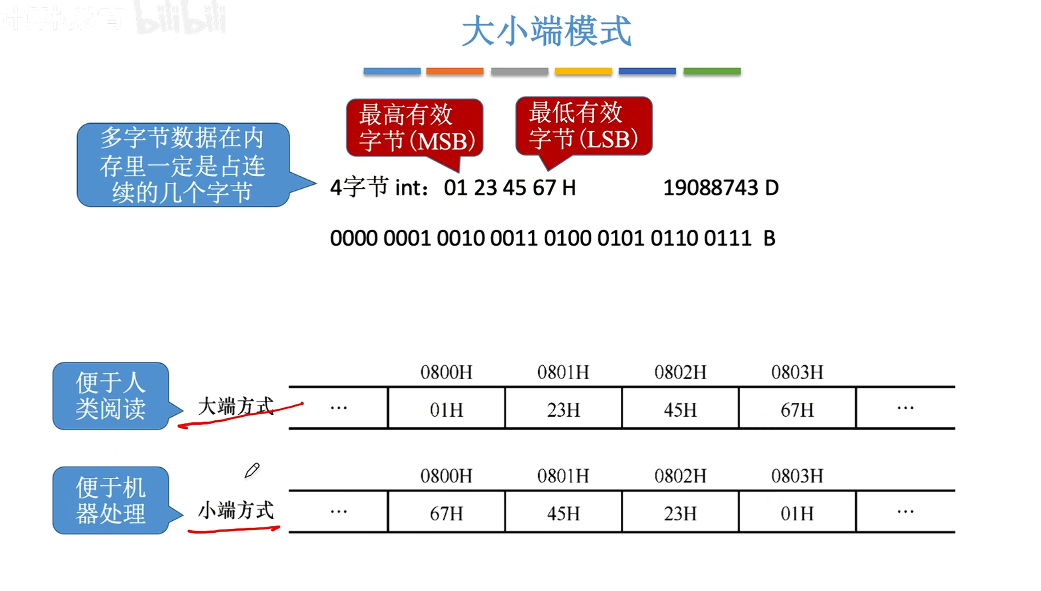 bilibili
大小端模式
最高有效
字节(MSB)
最低有效
字节(LSB)
多字节数据在内
存里一定是占连
续的几个字节
4字节 int：01 23 45 67 H 19088743 D
0000 0001 0010 0011 0100 0101 0110 0111 B
便于人
类阅读
大端方式
0800H 0801H 0802H 0803H
… 01H 23H 45H 67H …
便于机
器处理
小端方式
0800H 0801H 0802H 0803H
… 67H 45H 23H 01H …